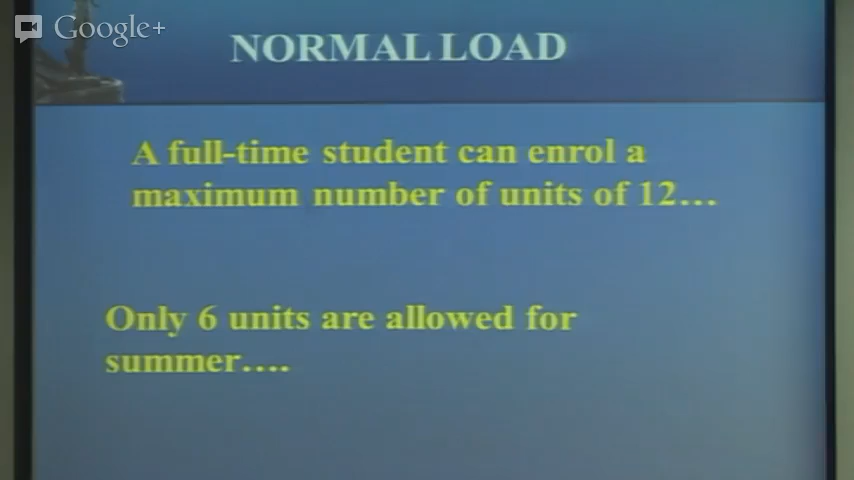 Google+
NORMAL LOAD
A full-time student can enrol a
maximum number of units of 12…
Only 6 units are allowed for
summer….